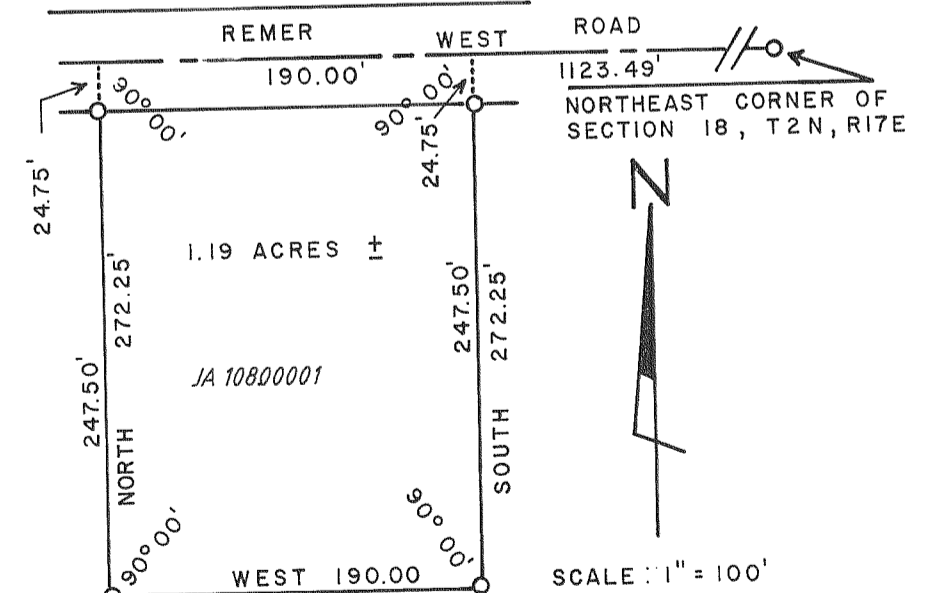 REMER WEST ROAD
190.00'
1123.49'
NORTHEAST CORNER OF
SECTION 18, T2N, R17E
90° 00'
90° 00'
24.75'
24.75'
N
1.19 ACRES ±
247.50'
272.25'
NORTH
247.50'
272.25'
SOUTH
JA 10800001
90° 00'
90° 00'
WEST 190.00
SCALE : 1" = 100'